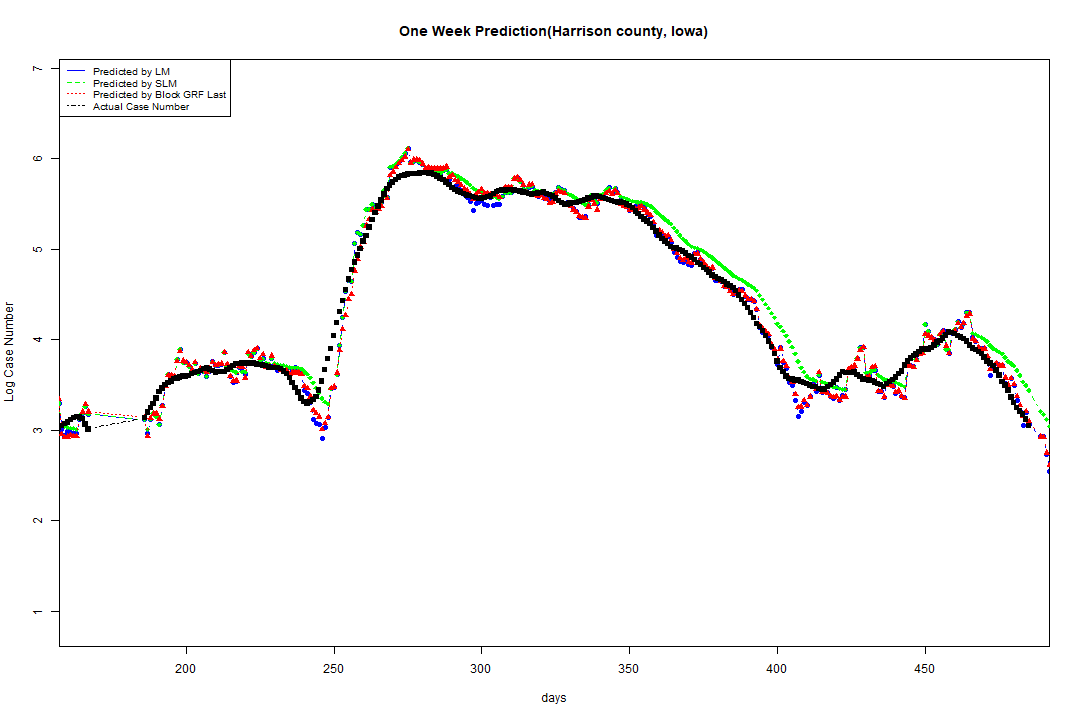 One Week Prediction(Harrison county, Iowa)
Predicted by LM
Predicted by SLM
Predicted by Block GRF Last
Actual Case Number
7
6
5
4
3
2
1
Log Case Number
200
250
300
350
400
450
days